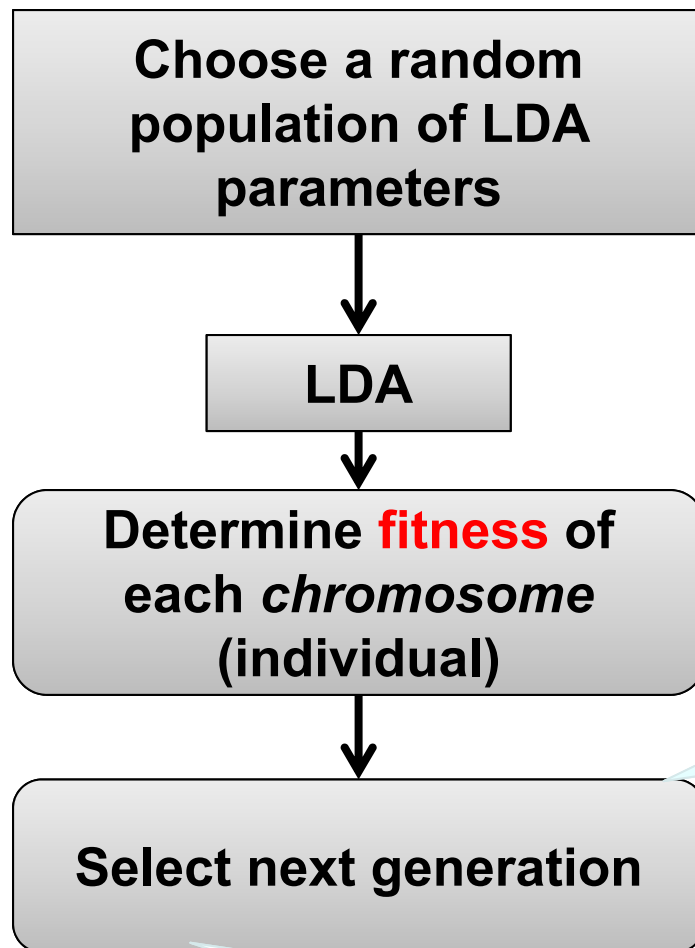 Choose a random
population of LDA
parameters
LDA
Determine fitness of
each chromosome
(individual)
Select next generation